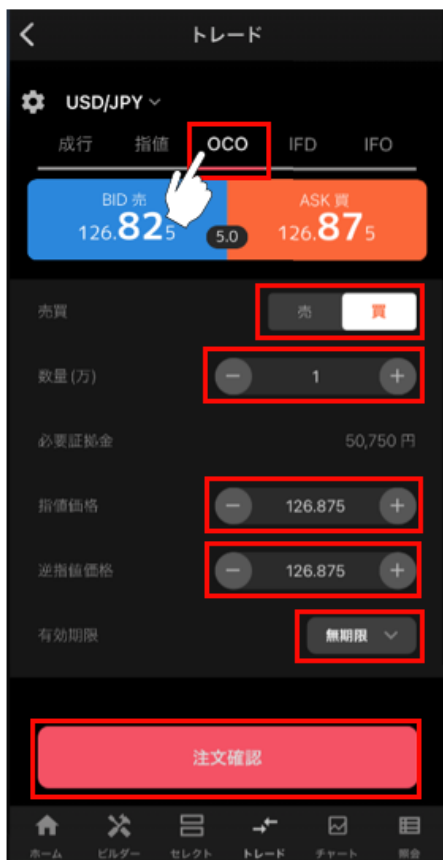 トレード
USD/JPY
成行 指値 OCO IFD IFO
BID 売 ASK 買
126.825 5.0 126.875
売買 売 買
数量(万) － 1 ＋
必要証拠金 50,750 円
指値価格 － 126.875 ＋
逆指値価格 － 126.875 ＋
有効期限 無期限
注文確認
ホーム ビルダー セレクト トレード チャート 照会